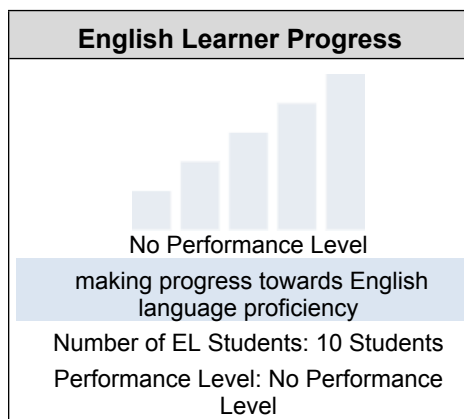 English Learner Progress
No Performance Level
making progress towards English
language proficiency
Number of EL Students: 10 Students
Performance Level: No Performance
Level